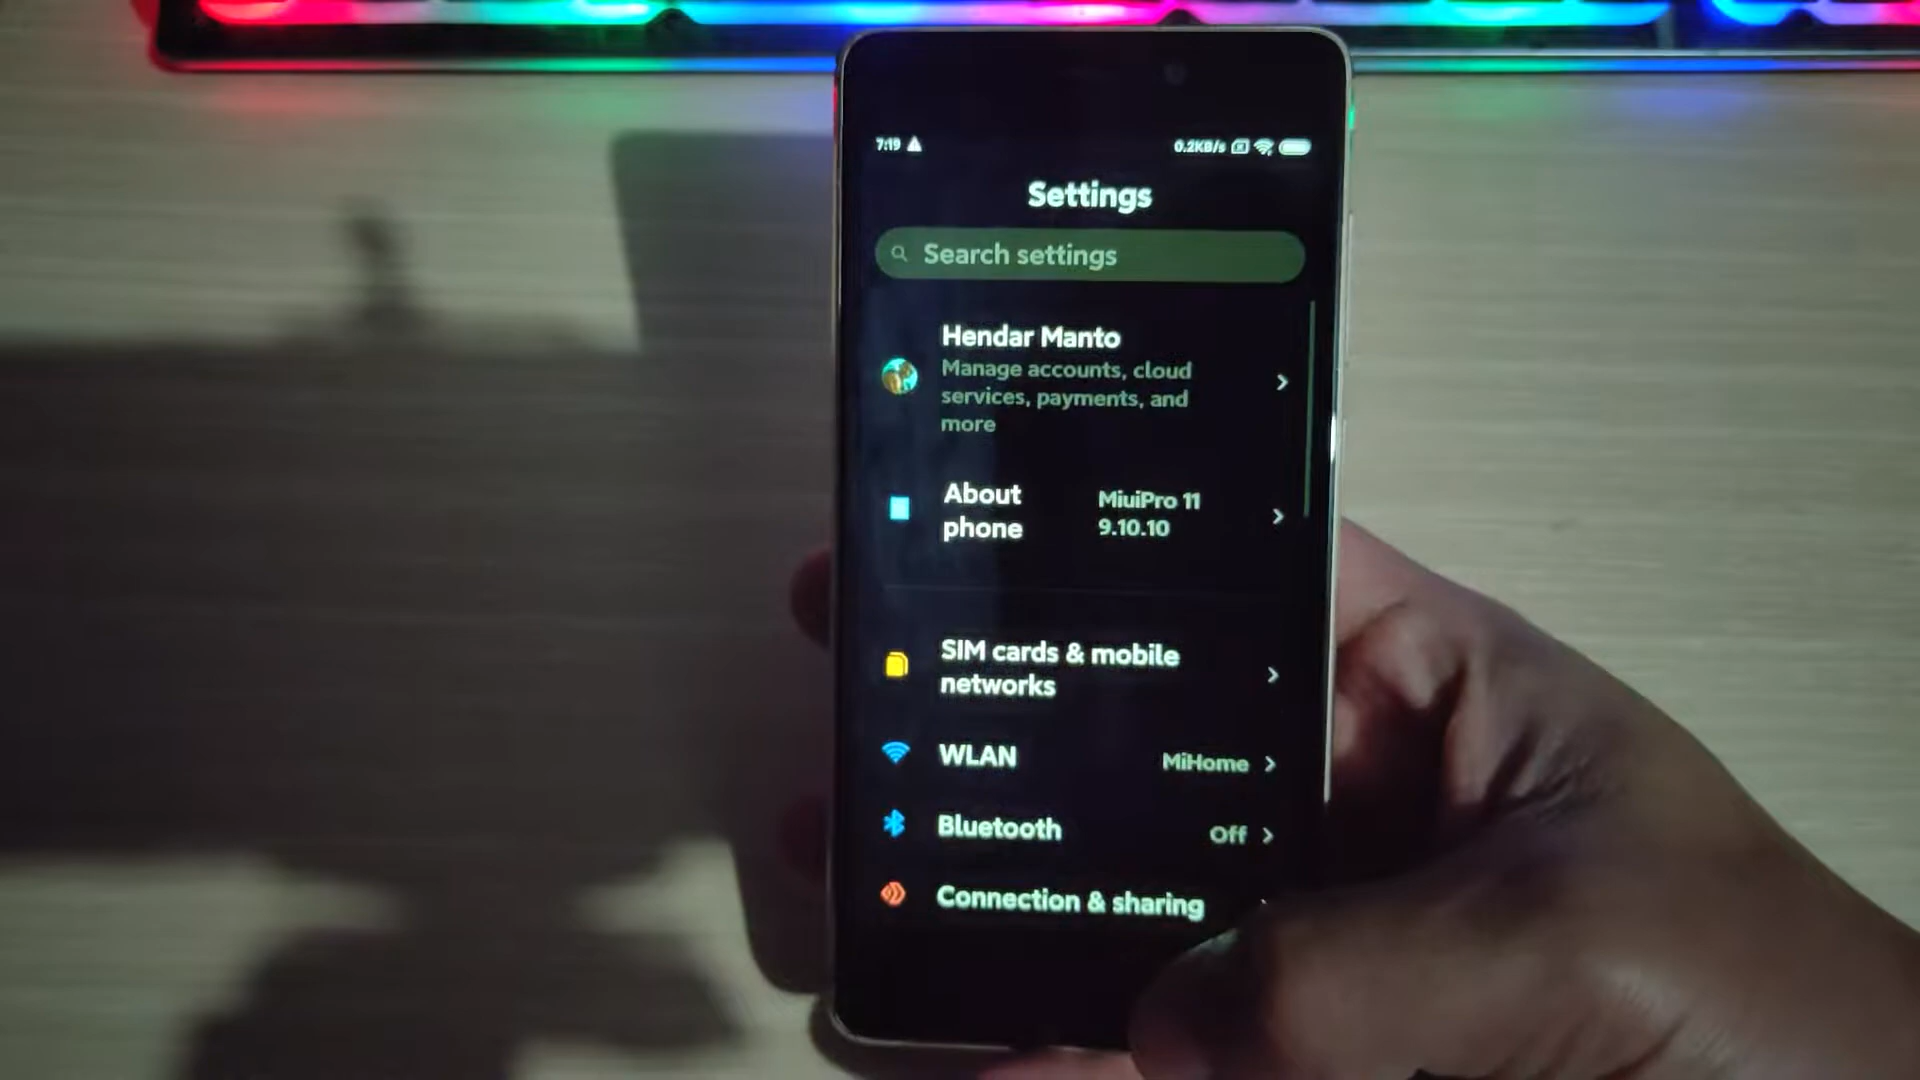 7:19
0.2KB/s
Settings
Search settings
Hendar Manto
Manage accounts, cloud
services, payments, and
more
About
phone
MiuiPro 11
9.10.10
SIM cards & mobile
networks
WLAN
MiHome
Bluetooth
Off
Connection & sharing